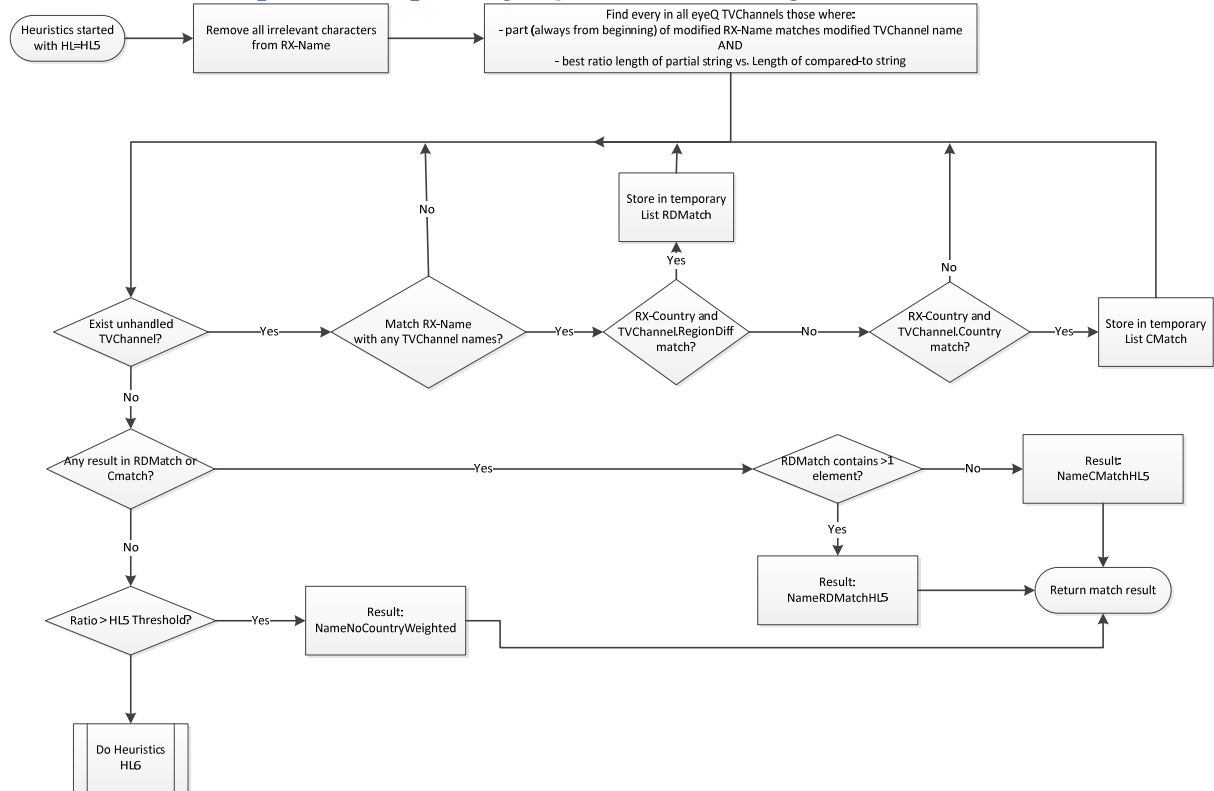 Heuristics started
with HL=HL5
Remove all irrelevant characters
from RX-Name
Find every in all eyeQ TVChannels those where:
- part (always from beginning) of modified RX-Name matches modified TVChannel name
AND
- best ratio length of partial string vs. Length of compared-to string
Store in temporary
List RDMatch
No
Yes
No
Exist unhandled
TVChannel?
Yes
Match RX-Name
with any TVChannel names?
Yes
RX-Country and
TVChannel.RegionDiff
match?
No
RX-Country and
TVChannel.Country
match?
Yes
Store in temporary
List CMatch
No
Any result in RDMatch or
Cmatch?
Yes
RDMatch contains >1
element?
No
Result:
NameCMatchHL5
Yes
No
Result:
NameRDMatchHL5
Return match result
Ratio > HL5 Threshold?
Yes
Result:
NameNoCountryWeighted
Do Heuristics
HL6